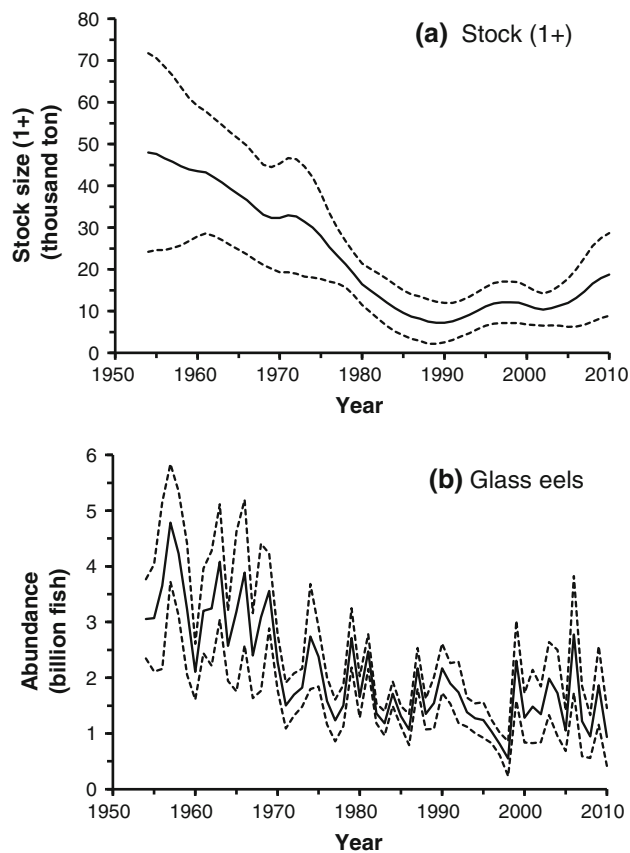 (a) Stock (1+)
Stock size (1+)
(thousand ton)
80
70
60
50
40
30
20
10
0
1950 1960 1970 1980 1990 2000 2010
Year
(b) Glass eels
Abundance
(billion fish)
6
5
4
3
2
1
0
1950 1960 1970 1980 1990 2000 2010
Year